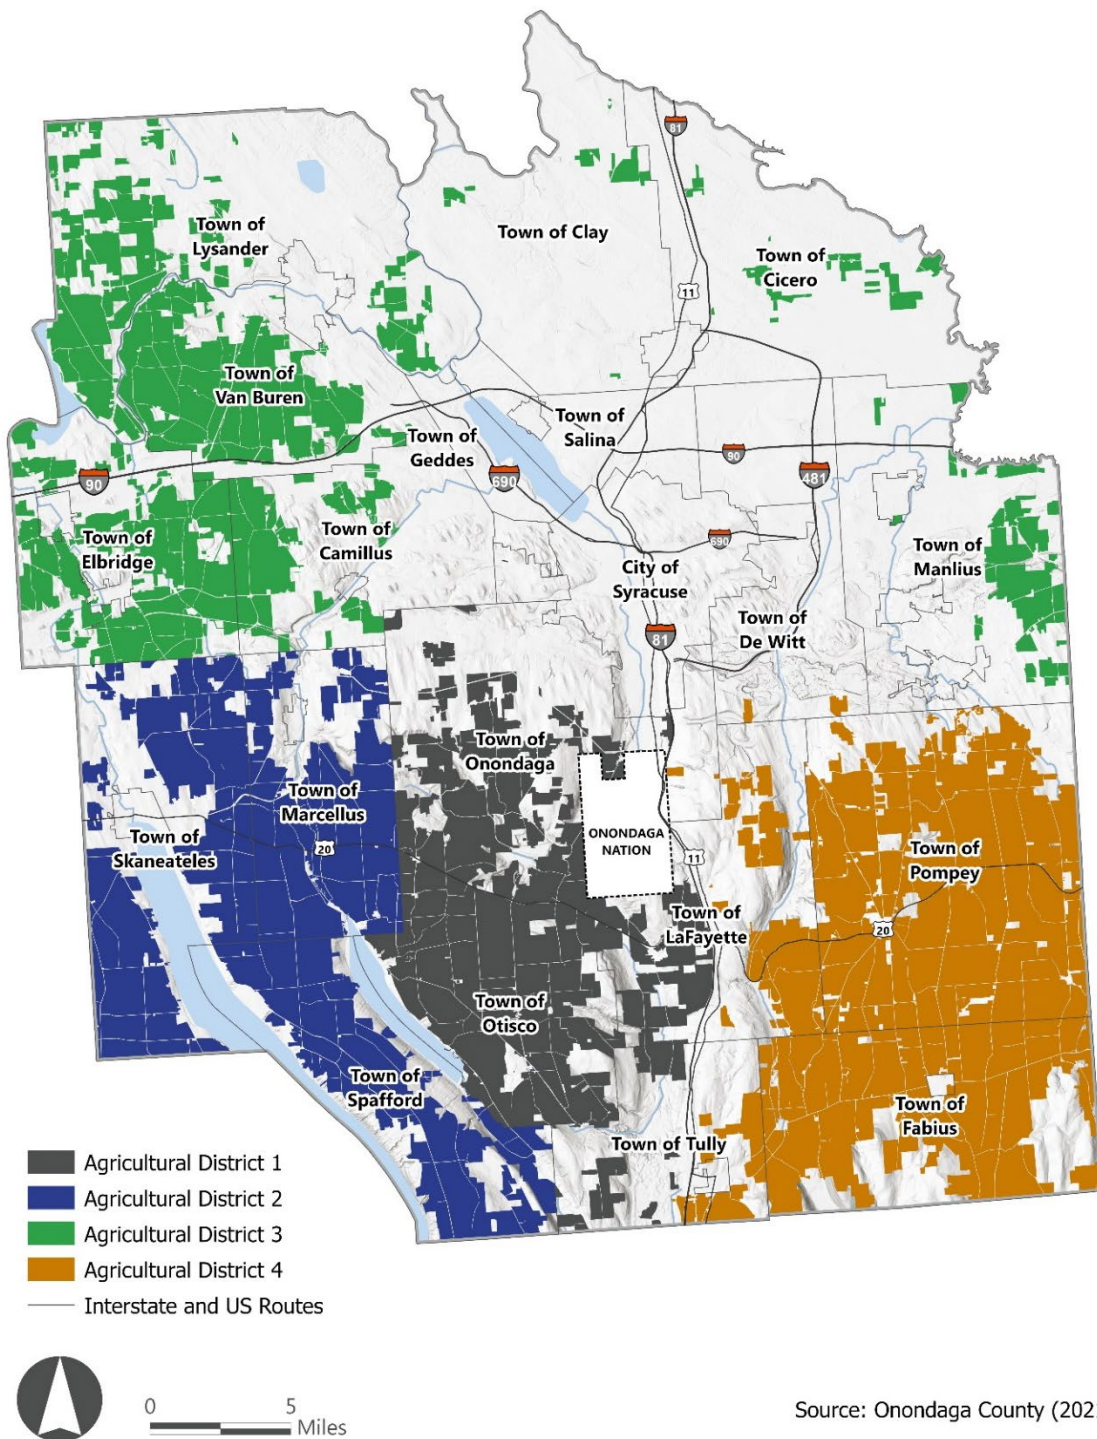 81
Town of
Lysander
Town of Clay
Town of
Cicero
11
Town of
Van Buren
Town of
Salina
Town of
Geddes
90
690
90
481
Town of
Elbridge
Town of
Camillus
690
City of
Syracuse
Town of
Manlius
81
Town of
De Witt
Town of
Onondaga
Town of
Marcellus
20
Town of
Skaneateles
ONONDAGA
NATION
11
Town of
Pompey
Town of
LaFayette
20
Town of
Otisco
Town of
Spafford
Town of
Fabius
Town of Tully
Agricultural District 1
Agricultural District 2
Agricultural District 3
Agricultural District 4
Interstate and US Routes
0 5
Miles
Source: Onondaga County (202